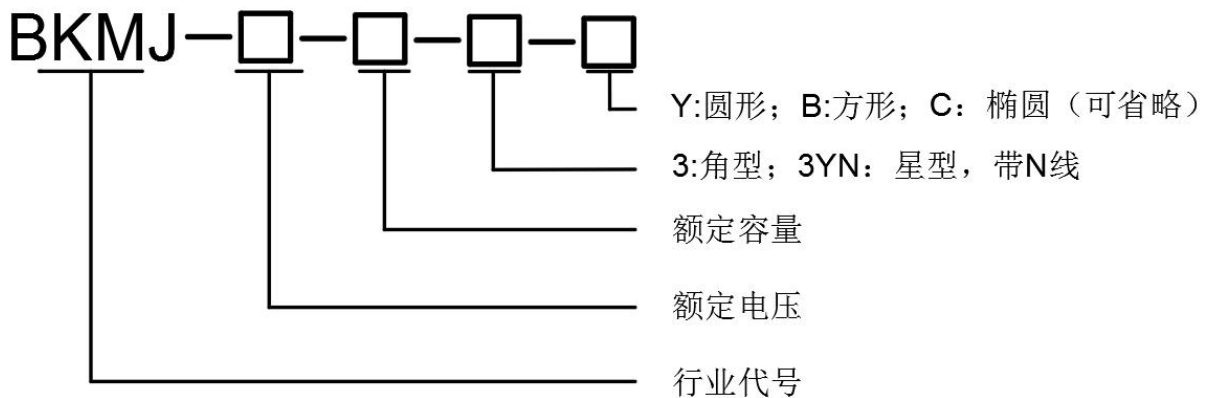 BKMJ-□-□-□-□
Y:圆形；B:方形；C：椭圆（可省略）
3:角型；3YN：星型，带N线
额定容量
额定电压
行业代号